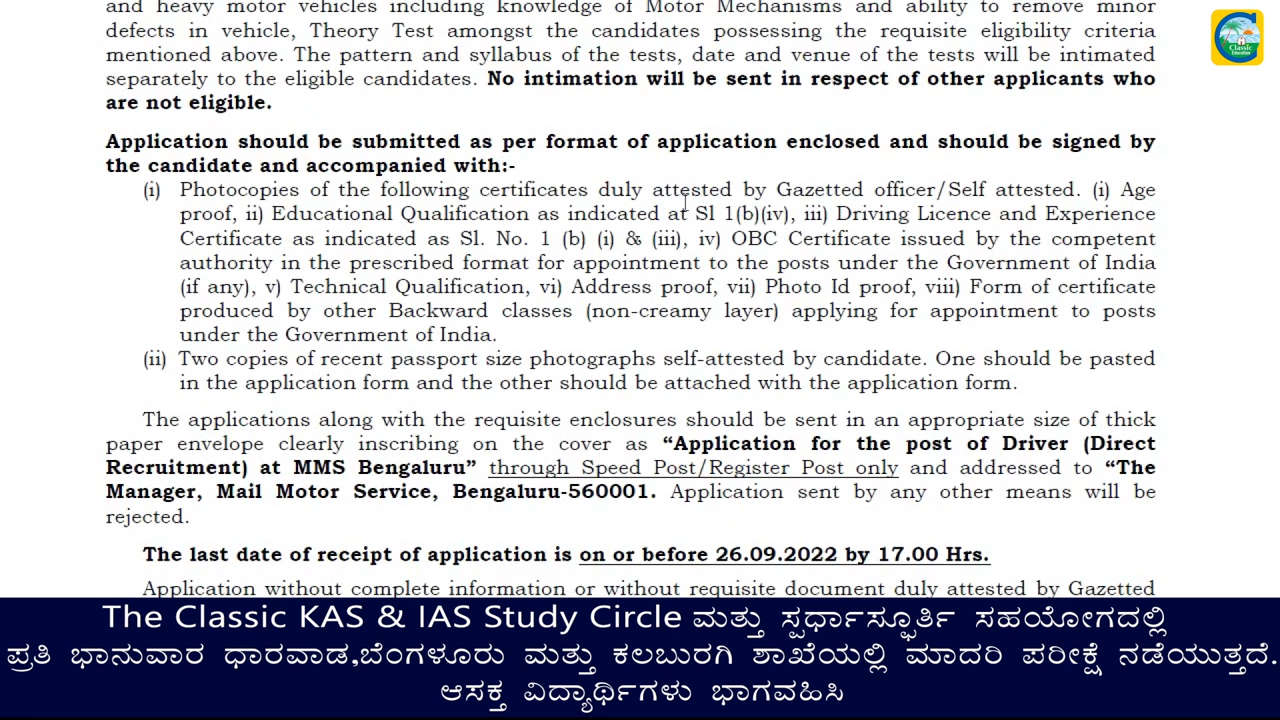 and heavy motor vehicles including knowledge of Motor Mechanisms and ability to remove minor
defects in vehicle, Theory Test amongst the candidates possessing the requisite eligibility criteria
mentioned above. The pattern and syllabus of the tests, date and venue of the tests will be intimated
separately to the eligible candidates. No intimation will be sent in respect of other applicants who
are not eligible.
Application should be submitted as per format of application enclosed and should be signed by
the candidate and accompanied with:-
(i) Photocopies of the following certificates duly attested by Gazetted officer/Self attested. (i) Age
proof, ii) Educational Qualification as indicated at Sl 1(b)(iv), iii) Driving Licence and Experience
Certificate as indicated as Sl. No. 1 (b) (i) & (iii), iv) OBC Certificate issued by the competent
authority in the prescribed format for appointment to the posts under the Government of India
(if any), v) Technical Qualification, vi) Address proof, vii) Photo Id proof, viii) Form of certificate
produced by other Backward classes (non-creamy layer) applying for appointment to posts
under the Government of India.
(ii) Two copies of recent passport size photographs self-attested by candidate. One should be pasted
in the application form and the other should be attached with the application form.
The applications along with the requisite enclosures should be sent in an appropriate size of thick
paper envelope clearly inscribing on the cover as “Application for the post of Driver (Direct
Recruitment) at MMS Bengaluru” through Speed Post/Register Post only and addressed to “The
Manager, Mail Motor Service, Bengaluru-560001. Application sent by any other means will be
rejected.
The last date of receipt of application is on or before 26.09.2022 by 17.00 Hrs.
Application without complete information or without requisite document duly attested by Gazetted
Classic
Education
The Classic KAS & IAS Study Circle ಮತ್ತು ಸ್ಪರ್ಧಾಸ್ಫೂರ್ತಿ ಸಹಯೋಗದಲ್ಲಿ
ಪ್ರತಿ ಭಾನುವಾರ ಧಾರವಾಡ,ಬೆಂಗಳೂರು ಮತ್ತು ಕಲಬುರಗಿ ಶಾಖೆಯಲ್ಲಿ ಮಾದರಿ ಪರೀಕ್ಷೆ ನಡೆಯುತ್ತದೆ.
ಆಸಕ್ತ ವಿದ್ಯಾರ್ಥಿಗಳು ಭಾಗವಹಿಸಿ